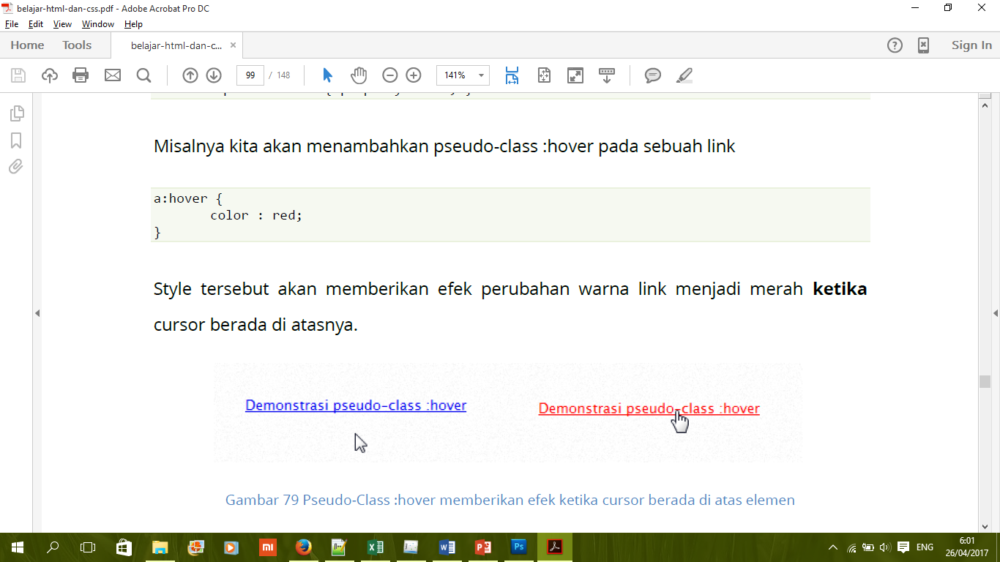 belajar-html-dan-css.pdf - Adobe Acrobat Pro DC
File Edit View Window Help
Home Tools belajar-html-dan-c... × Sign In
99 / 148 141%
Misalnya kita akan menambahkan pseudo-class :hover pada sebuah link
a:hover {
color : red;
}
Style tersebut akan memberikan efek perubahan warna link menjadi merah ketika
cursor berada di atasnya.
Demonstrasi pseudo-class :hover Demonstrasi pseudo-class :hover
Gambar 79 Pseudo-Class :hover memberikan efek ketika cursor berada di atas elemen
ENG 6:01
26/04/2017